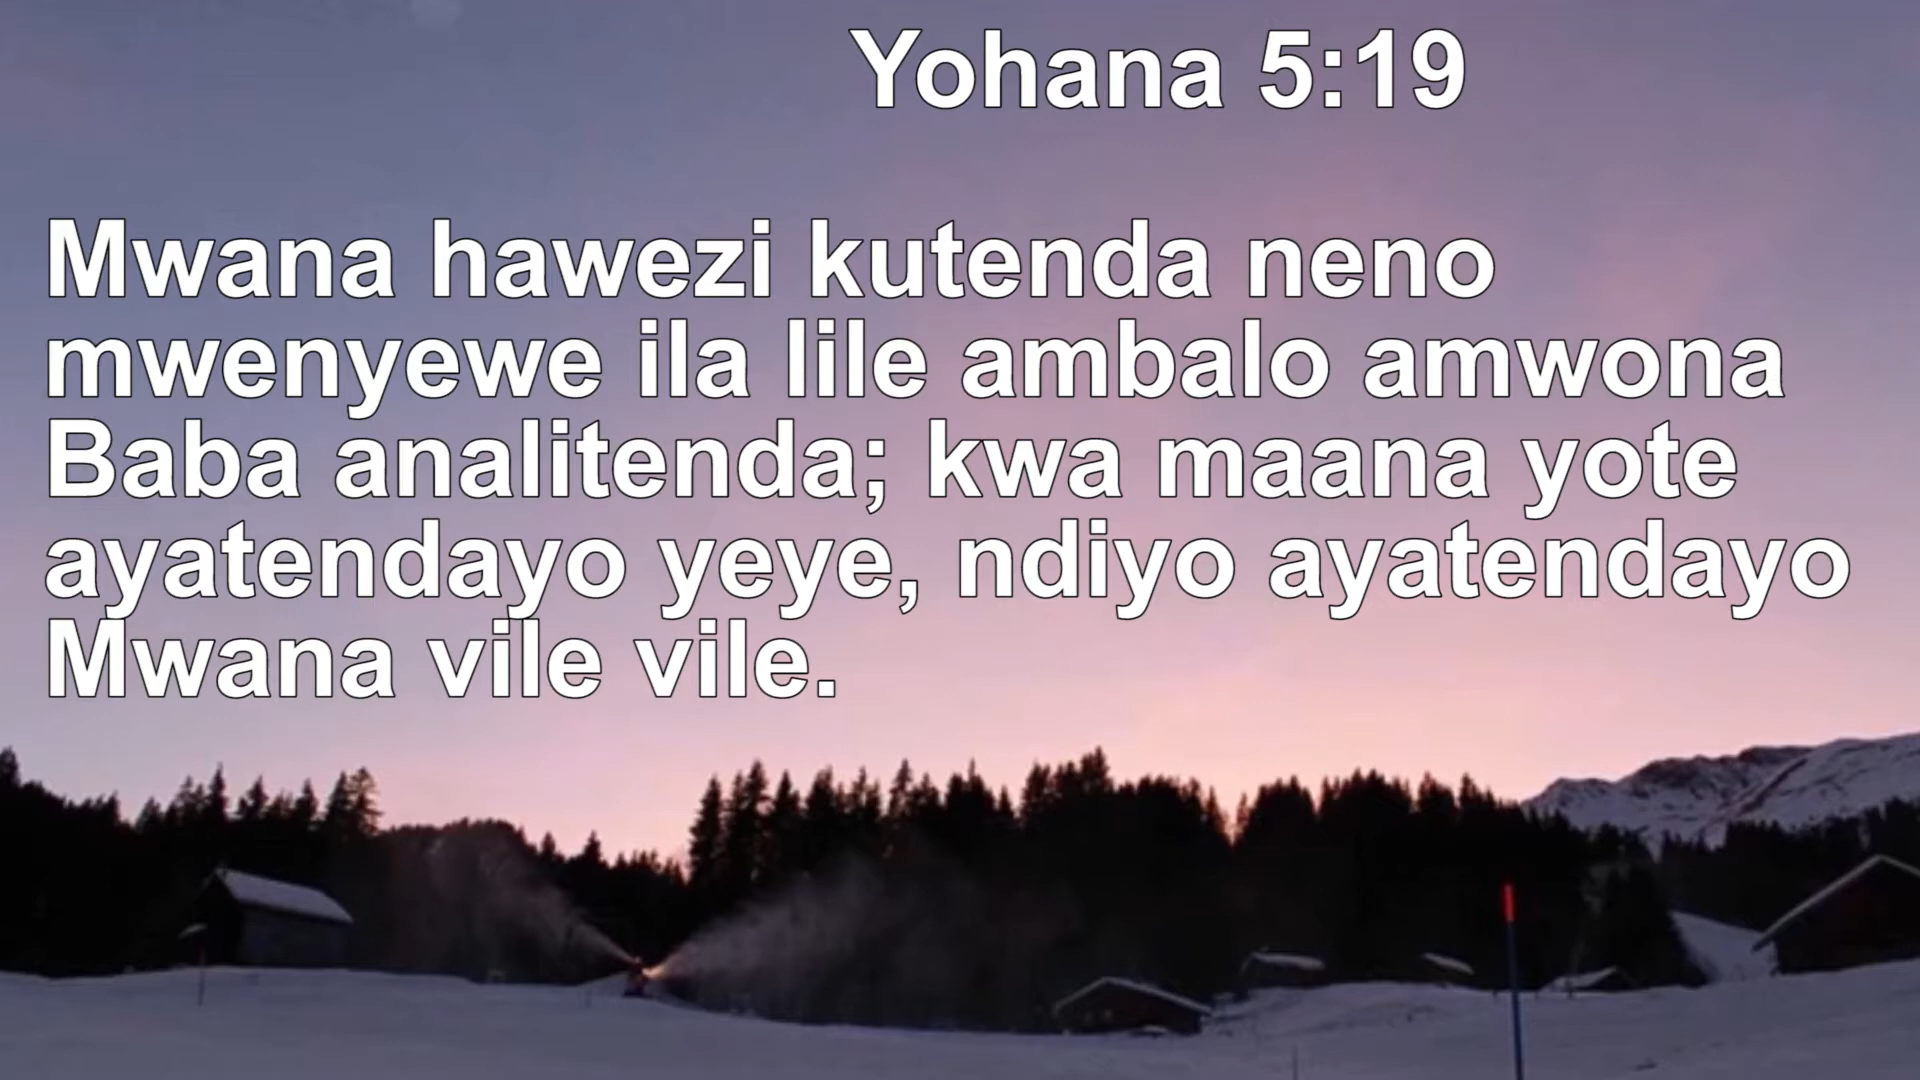 Yohana 5:19
Mwana hawezi kutenda neno
mwenyewe ila lile ambalo amwona
Baba analitenda; kwa maana yote
ayatendayo yeye, ndiyo ayatendayo
Mwana vile vile.